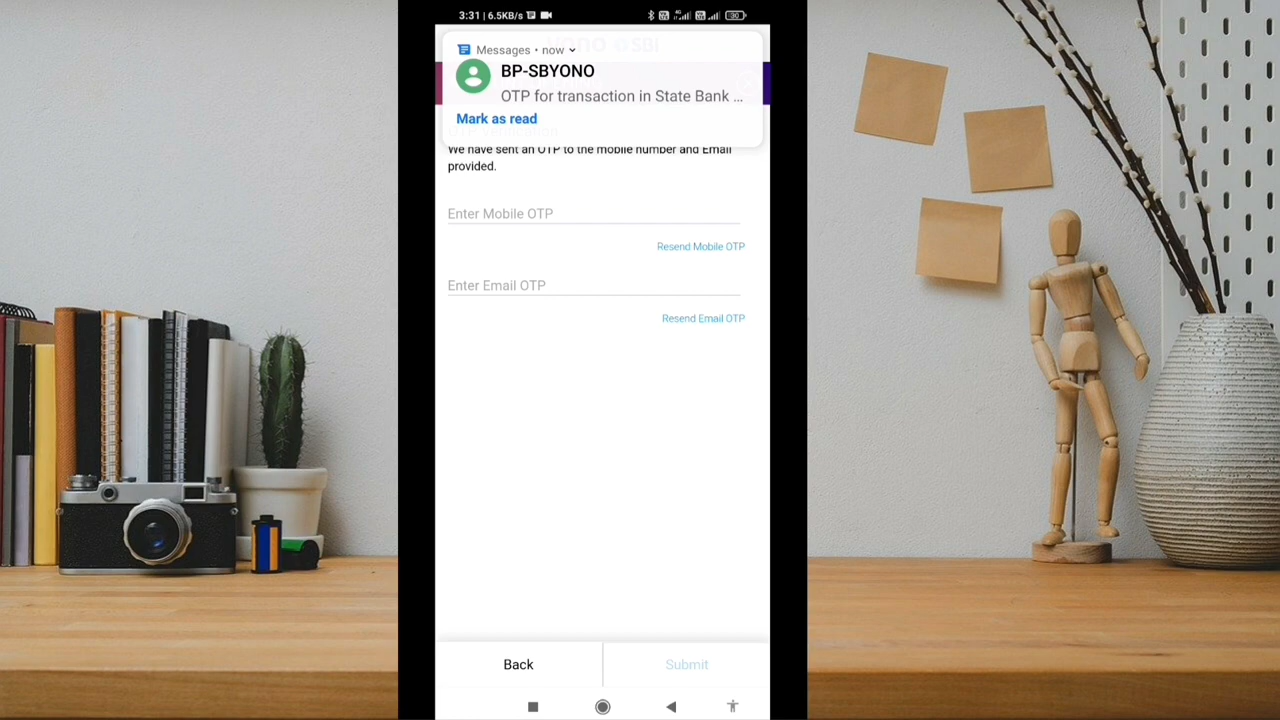 3:31 | 6.5KB/s
30
Messages • now
BP-SBYONO
OTP for transaction in State Bank ...
Mark as read
OTP Verification
We have sent an OTP to the mobile number and Email
provided.
Enter Mobile OTP
Resend Mobile OTP
Enter Email OTP
Resend Email OTP
Back
Submit